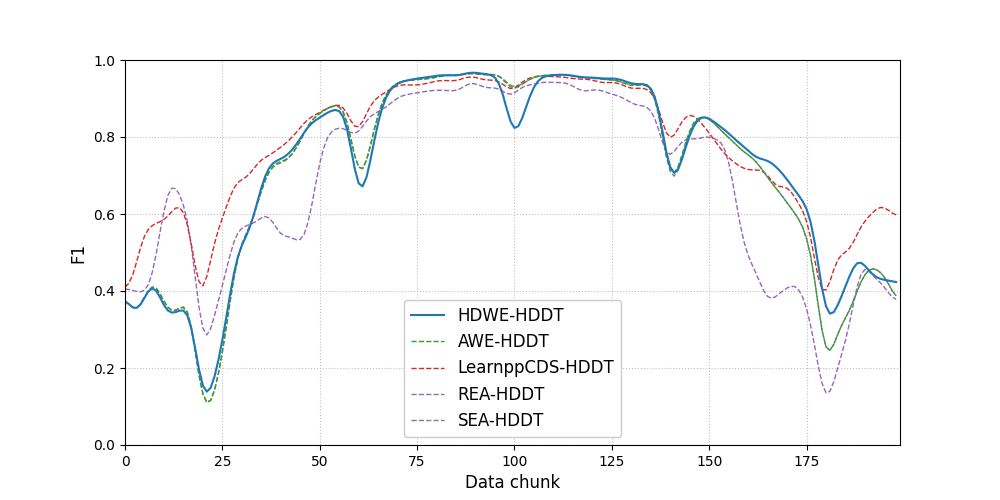 1.0
0.8
0.6
0.4
0.2
0.0
F1
HDWE-HDDT
AWE-HDDT
LearnppCDS-HDDT
REA-HDDT
SEA-HDDT
0 25 50 75 100 125 150 175
Data chunk